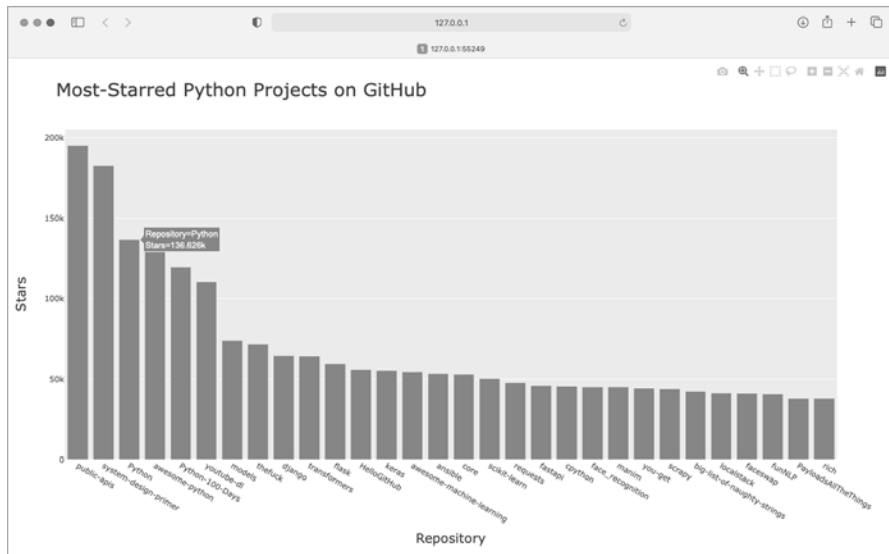 127.0.0.1
1 127.0.0.1:55249
Most-Starred Python Projects on GitHub
200k
150k
100k
50k
0
Stars
Repository=Python
Stars=136.626k
public-apis
system-design-primer
Python
awesome-python
Python-100-Days
youtube-dl
models
thefuck
django
transformers
flask
HelloGitHub
keras
awesome-machine-learning
ansible
core
scikit-learn
requests
fastapi
cpython
face_recognition
manim
you-get
scrapy
big-list-of-naughty-strings
localstack
faceswap
funNLP
PayloadsAllTheThings
rich
Repository